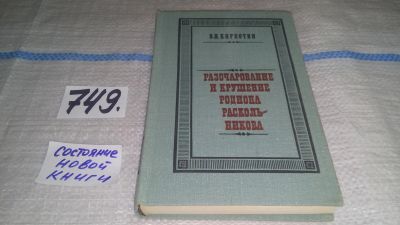 749.
СОСТОЯНИЕ
НОВОЙ
КНИГИ
В.Я.КИРПОТИН
РАЗОЧАРОВАНИЕ
И КРУШЕНИЕ
РОДИОНА
РАСКОЛЬ-
НИКОВА